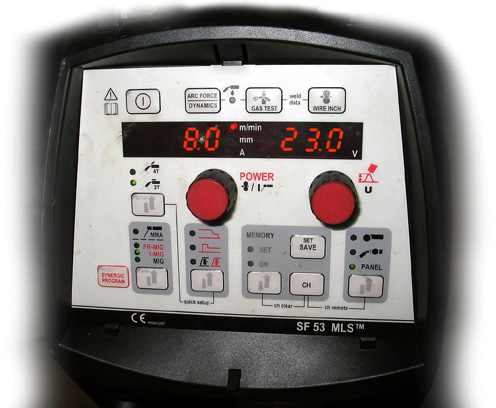 ARC FORCE
DYNAMICS
GAS TEST
weld
data
WIRE INCH
8.0
m/min
mm
A
23.0
V
4T
2T
POWER
U
MMA
FR-MIG
1-MIG
MIG
SYNERGIC
PROGRAM
quick setup
MEMORY
SET
ON
SET
SAVE
CH
ch clear
ch remote
PANEL
CE
SF 53 MLS™